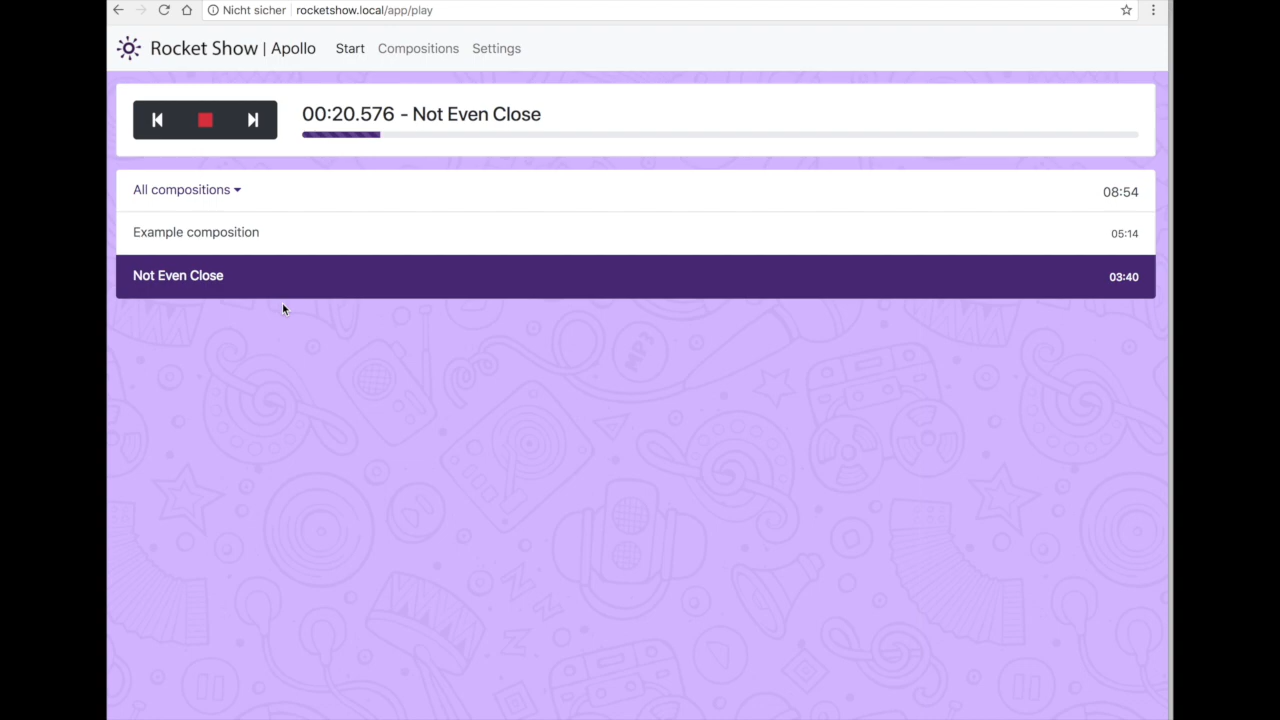 Nicht sicher rocketshow.local/app/play
Rocket Show | Apollo Start Compositions Settings
00:20.576 - Not Even Close
All compositions 08:54
Example composition 05:14
Not Even Close 03:40
MP3
Z Z Z
Z